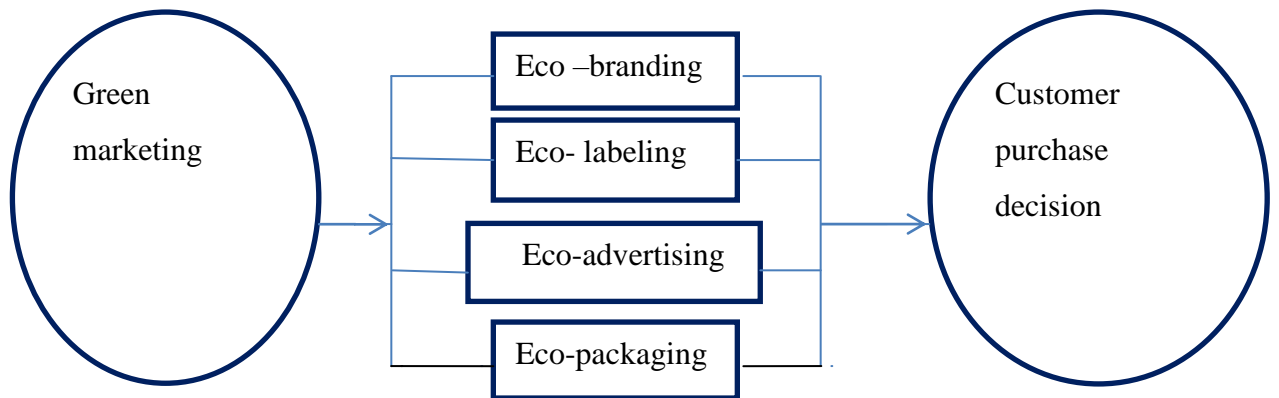 Green
marketing
Eco –branding
Eco- labeling
Eco-advertising
Eco-packaging
Customer
purchase
decision